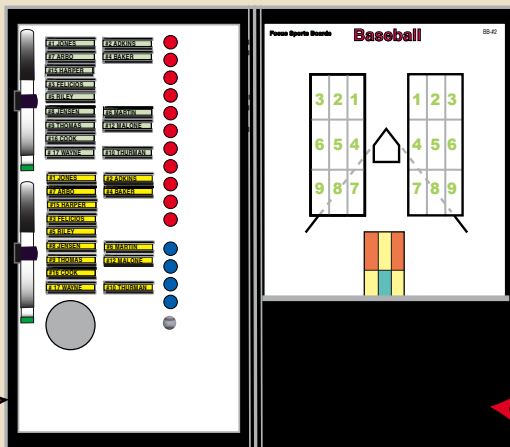 #1 JONES #2 ADKINS
#7 ARBO #4 BAKER
#15 HARPER
#3 FELICIOS
#5 RILEY
#8 JENSEN #6 MARTIN
#9 THOMAS #12 MALONE
#16 COOK
# 17 WAYNE #10 THURMAN
#1 JONES #2 ADKINS
#7 ARBO #4 BAKER
#15 HARPER
#3 FELICIOS
#5 RILEY
#8 JENSEN #6 MARTIN
#9 THOMAS #12 MALONE
#16 COOK
# 17 WAYNE #10 THURMAN
Focus Sports Boards Baseball BB-#2
3 2 1 1 2 3
6 5 4 4 5 6
9 8 7 7 8 9